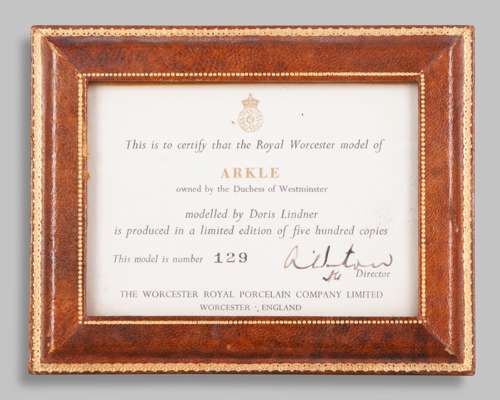 This is to certify that the Royal Worcester model of
ARKLE
owned by the Duchess of Westminster
modelled by Doris Lindner
is produced in a limited edition of five hundred copies
This model is number 129
Director
THE WORCESTER ROYAL PORCELAIN COMPANY LIMITED
WORCESTER , ENGLAND